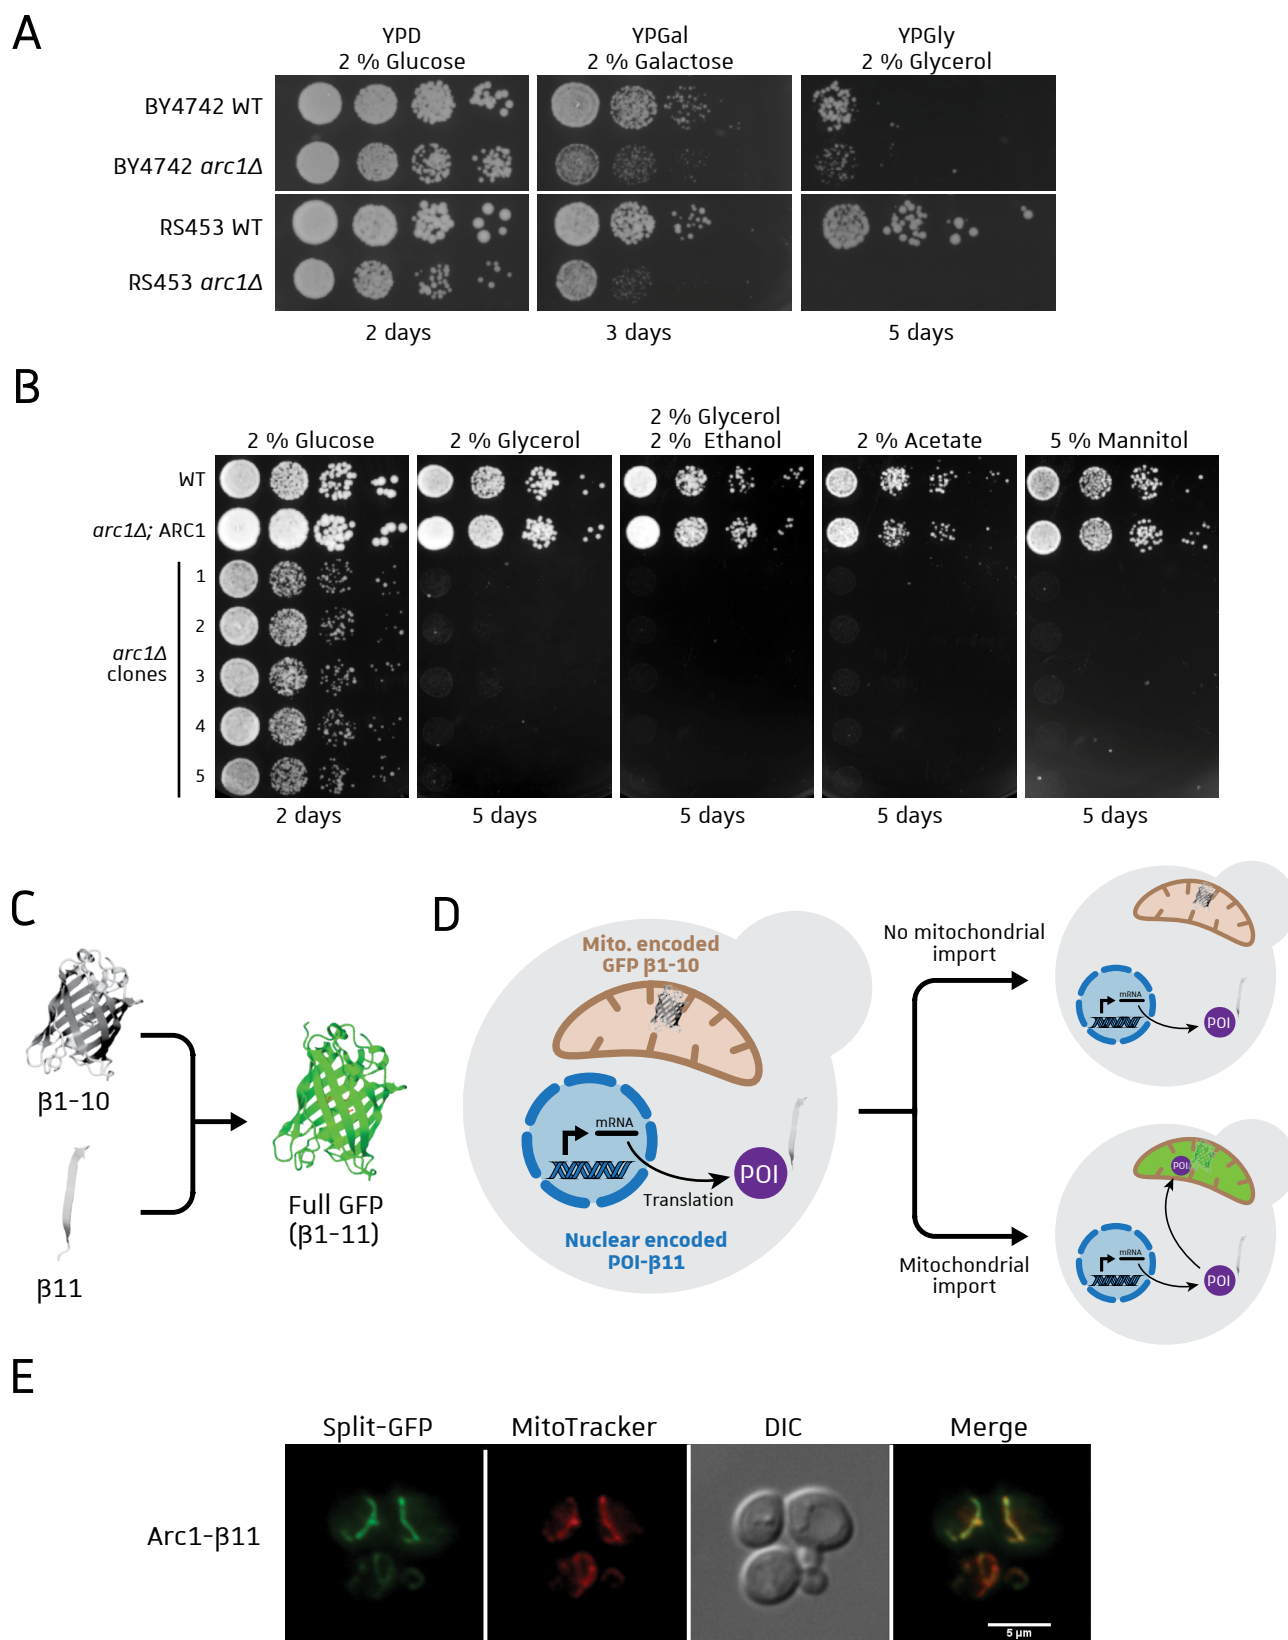 A
YPD
2 % Glucose
YPGal
2 % Galactose
YPGly
2 % Glycerol
BY4742 WT
BY4742 arc1Δ
RS453 WT
RS453 arc1Δ
2 days
3 days
5 days
B
2 % Glucose
2 % Glycerol
2 % Glycerol
2 % Ethanol
2 % Acetate
5 % Mannitol
WT
arc1Δ; ARC1
arc1Δ
clones
1
2
3
4
5
2 days
5 days
5 days
5 days
5 days
C
β1-10
β11
Full GFP
(β1-11)
D
Mito. encoded
GFP β1-10
mRNA
Translation
POI
Nuclear encoded
POI-β11
No mitochondrial
import
mRNA
POI
Mitochondrial
import
POI
mRNA
POI
E
Split-GFP
MitoTracker
DIC
Merge
Arc1-β11
5 µm